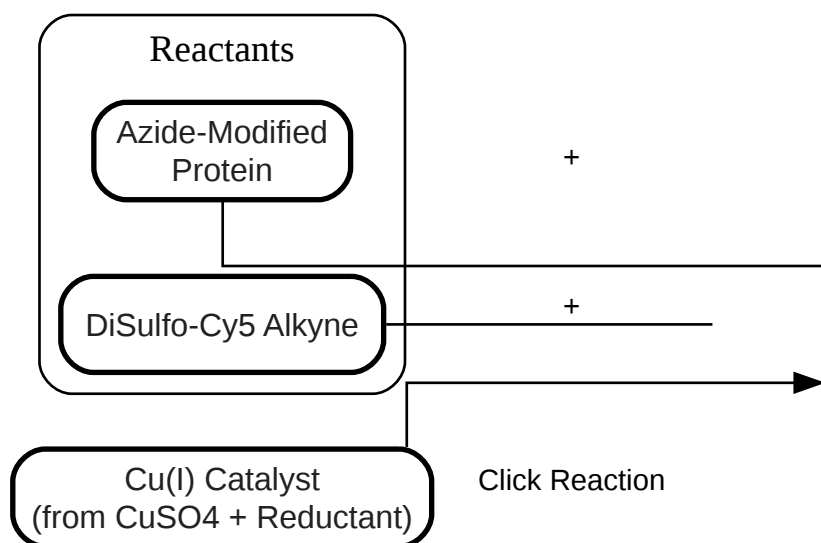 Reactants
Azide-Modified
Protein
+
DiSulfo-Cy5 Alkyne
+
Cu(I) Catalyst
(from CuSO4 + Reductant)
Click Reaction